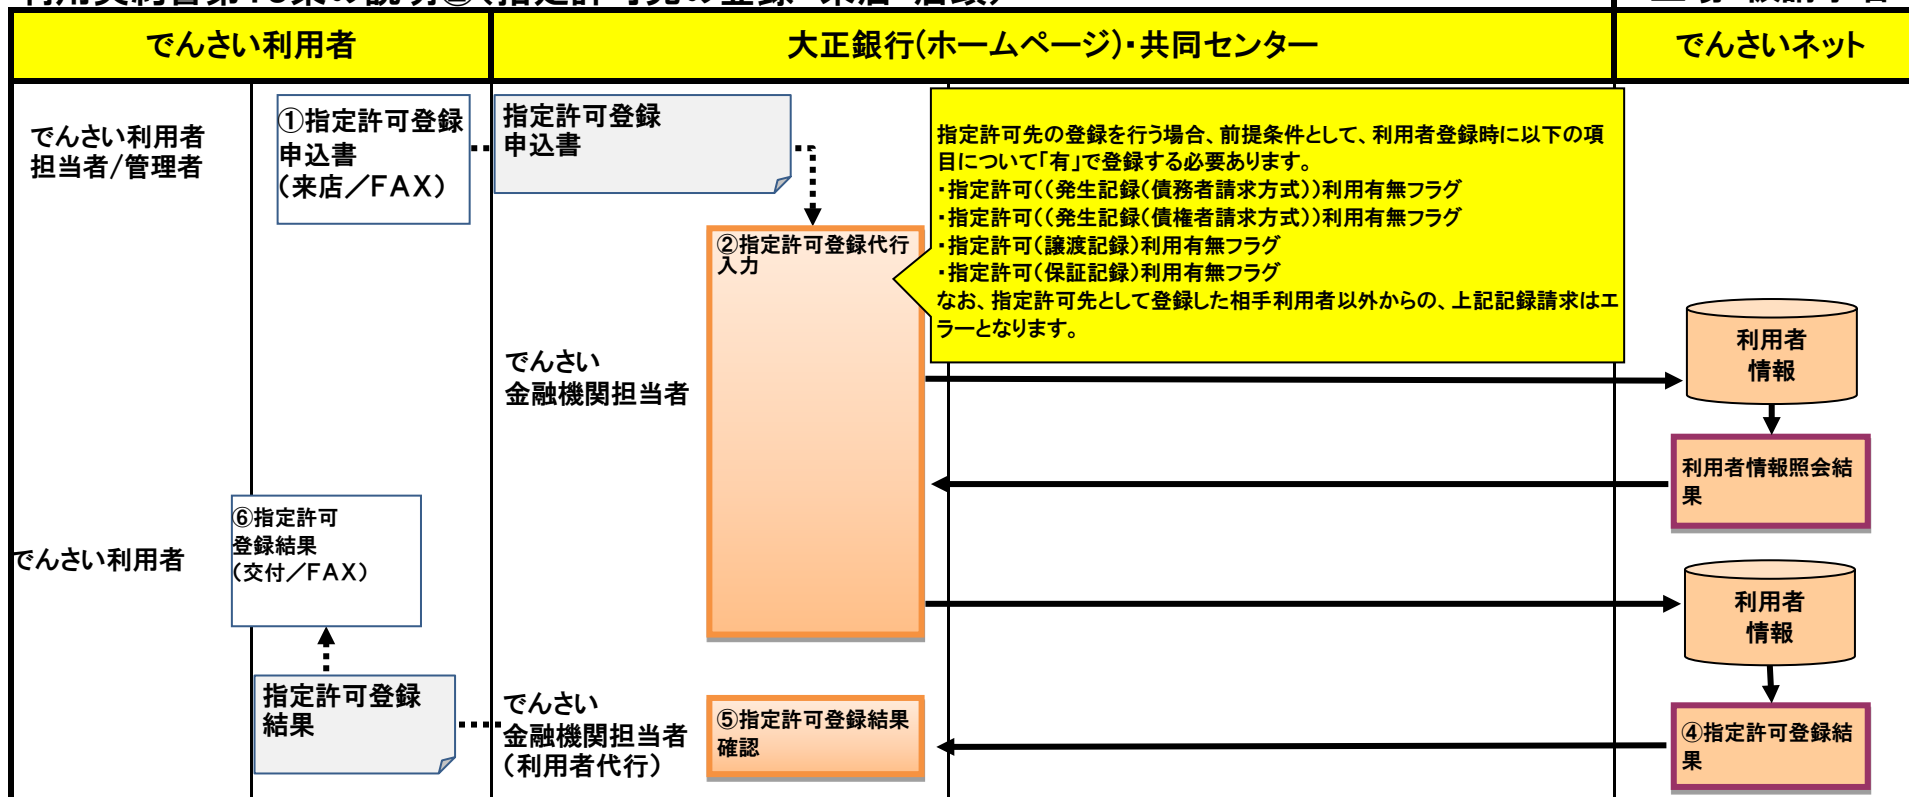 でんさい利用者
大正銀行(ホームページ)・共同センター
でんさいネット
でんさい利用者
担当者/管理者
①指定許可登録
申込書
(来店/FAX)
指定許可登録
申込書
指定許可先の登録を行う場合、前提条件として、利用者登録時に以下の項
目について「有」で登録する必要あります。
・指定許可((発生記録(債務者請求方式))利用有無フラグ
・指定許可((発生記録(債権者請求方式))利用有無フラグ
・指定許可(譲渡記録)利用有無フラグ
・指定許可(保証記録)利用有無フラグ
なお、指定許可先として登録した相手利用者以外からの、上記記録請求はエ
ラーとなります。
②指定許可登録代行
入力
でんさい
金融機関担当者
利用者
情報
利用者情報照会結
果
⑥指定許可
登録結果
(交付/FAX)
でんさい利用者
利用者
情報
指定許可登録
結果
でんさい
金融機関担当者
(利用者代行)
⑤指定許可登録結果
確認
④指定許可登録結
果